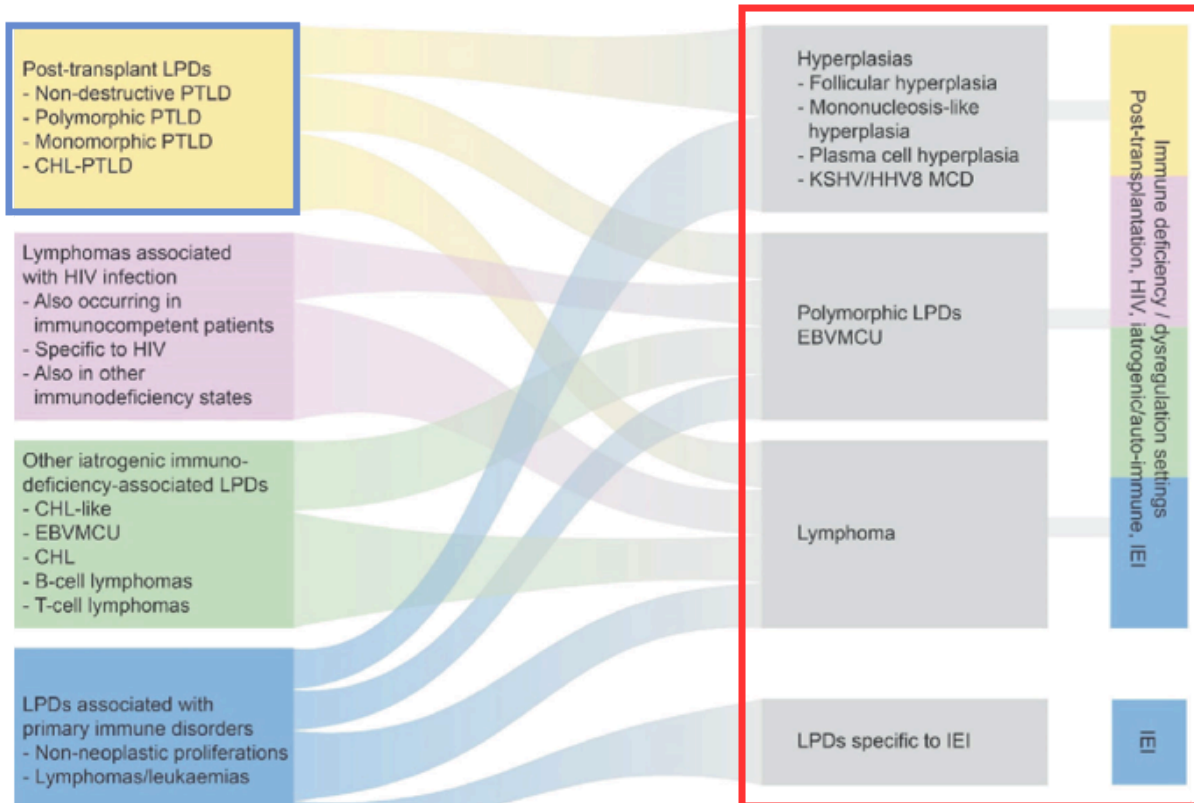 Post-transplant LPDs
- Non-destructive PTLD
- Polymorphic PTLD
- Monomorphic PTLD
- CHL-PTLD
Lymphomas associated
with HIV infection
- Also occurring in
immunocompetent patients
- Specific to HIV
- Also in other
immunodeficiency states
Other iatrogenic immuno-
deficiency-associated LPDs
- CHL-like
- EBVMCU
- CHL
- B-cell lymphomas
- T-cell lymphomas
LPDs associated with
primary immune disorders
- Non-neoplastic proliferations
- Lymphomas/leukaemias
Hyperplasias
- Follicular hyperplasia
- Mononucleosis-like
hyperplasia
- Plasma cell hyperplasia
- KSHV/HHV8 MCD
Polymorphic LPDs
EBVMCU
Lymphoma
LPDs specific to IEI
Immune deficiency / dysregulation settings
Post-transplantation, HIV, iatrogenic/auto-immune, IEI
IEI